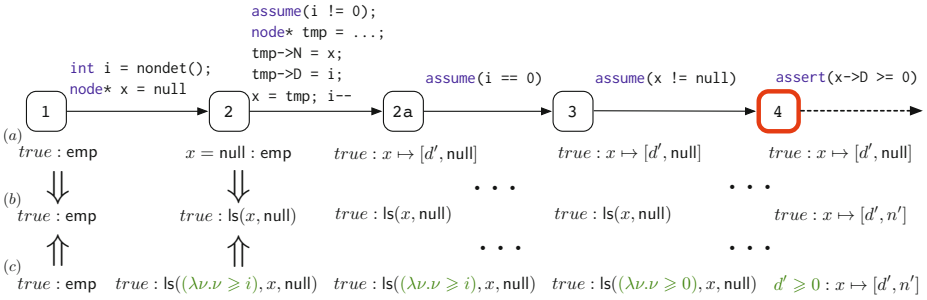 assume(i != 0);
node* tmp = ...;
tmp->N = x;
tmp->D = i;
x = tmp; i--
int i = nondet();
node* x = null
assume(i == 0)
assume(x != null)
assert(x->D >= 0)
1 2 2a 3 4
(a)
true : emp x = null : emp true : x ↦ [d′, null] true : x ↦ [d′, null] true : x ↦ [d′, null]
⇓ ⇓ ··· ···
(b)
true : emp true : ls(x, null) true : ls(x, null) true : ls(x, null) true : x ↦ [d′, n′]
⇑ ⇑ ··· ···
(c)
true : emp true : ls((λν.ν ⩾ i), x, null) true : ls((λν.ν ⩾ i), x, null) true : ls((λν.ν ⩾ 0), x, null) d′ ⩾ 0 : x ↦ [d′, n′]